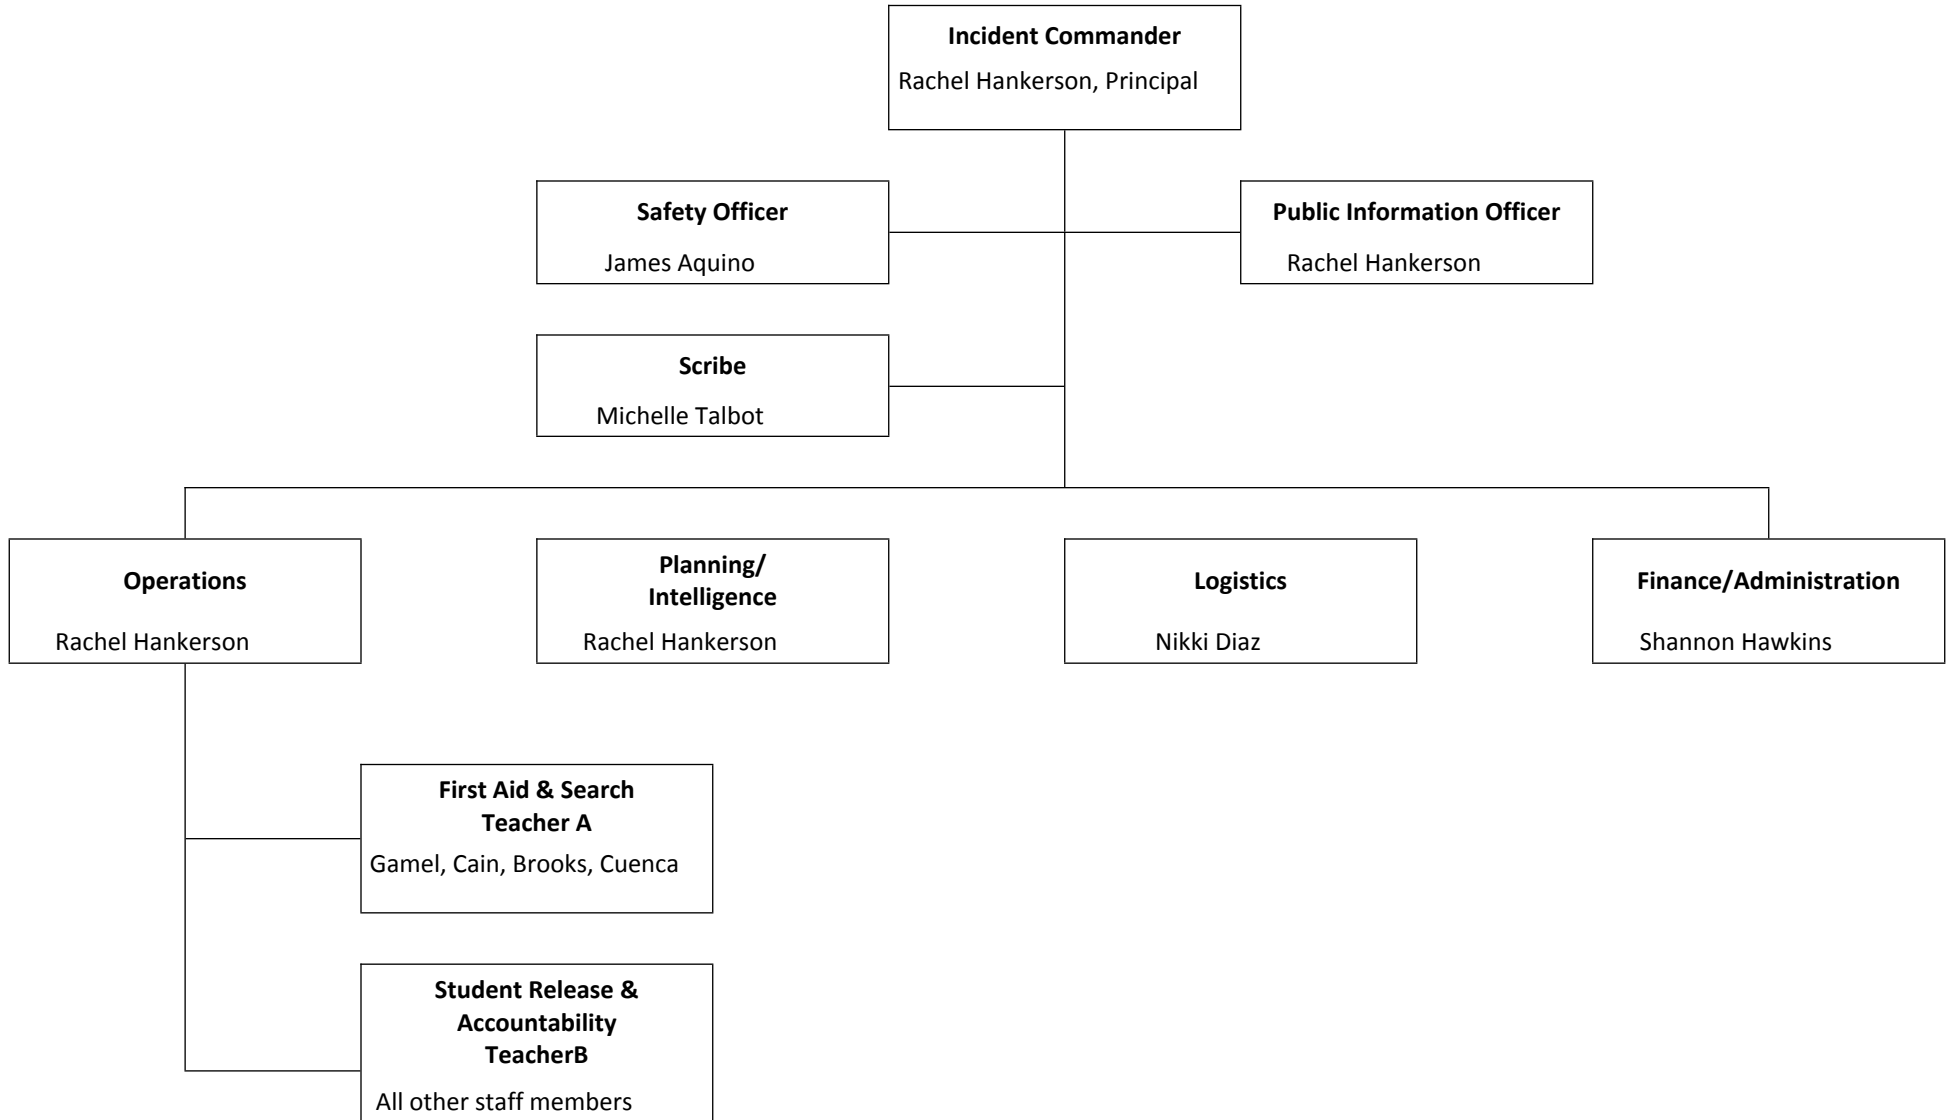 Incident Commander
Rachel Hankerson, Principal
Safety Officer
James Aquino
Public Information Officer
Rachel Hankerson
Scribe
Michelle Talbot
Operations
Rachel Hankerson
Planning/
Intelligence
Rachel Hankerson
Logistics
Nikki Diaz
Finance/Administration
Shannon Hawkins
First Aid & Search
Teacher A
Gamel, Cain, Brooks, Cuenca
Student Release &
Accountability
TeacherB
All other staff members